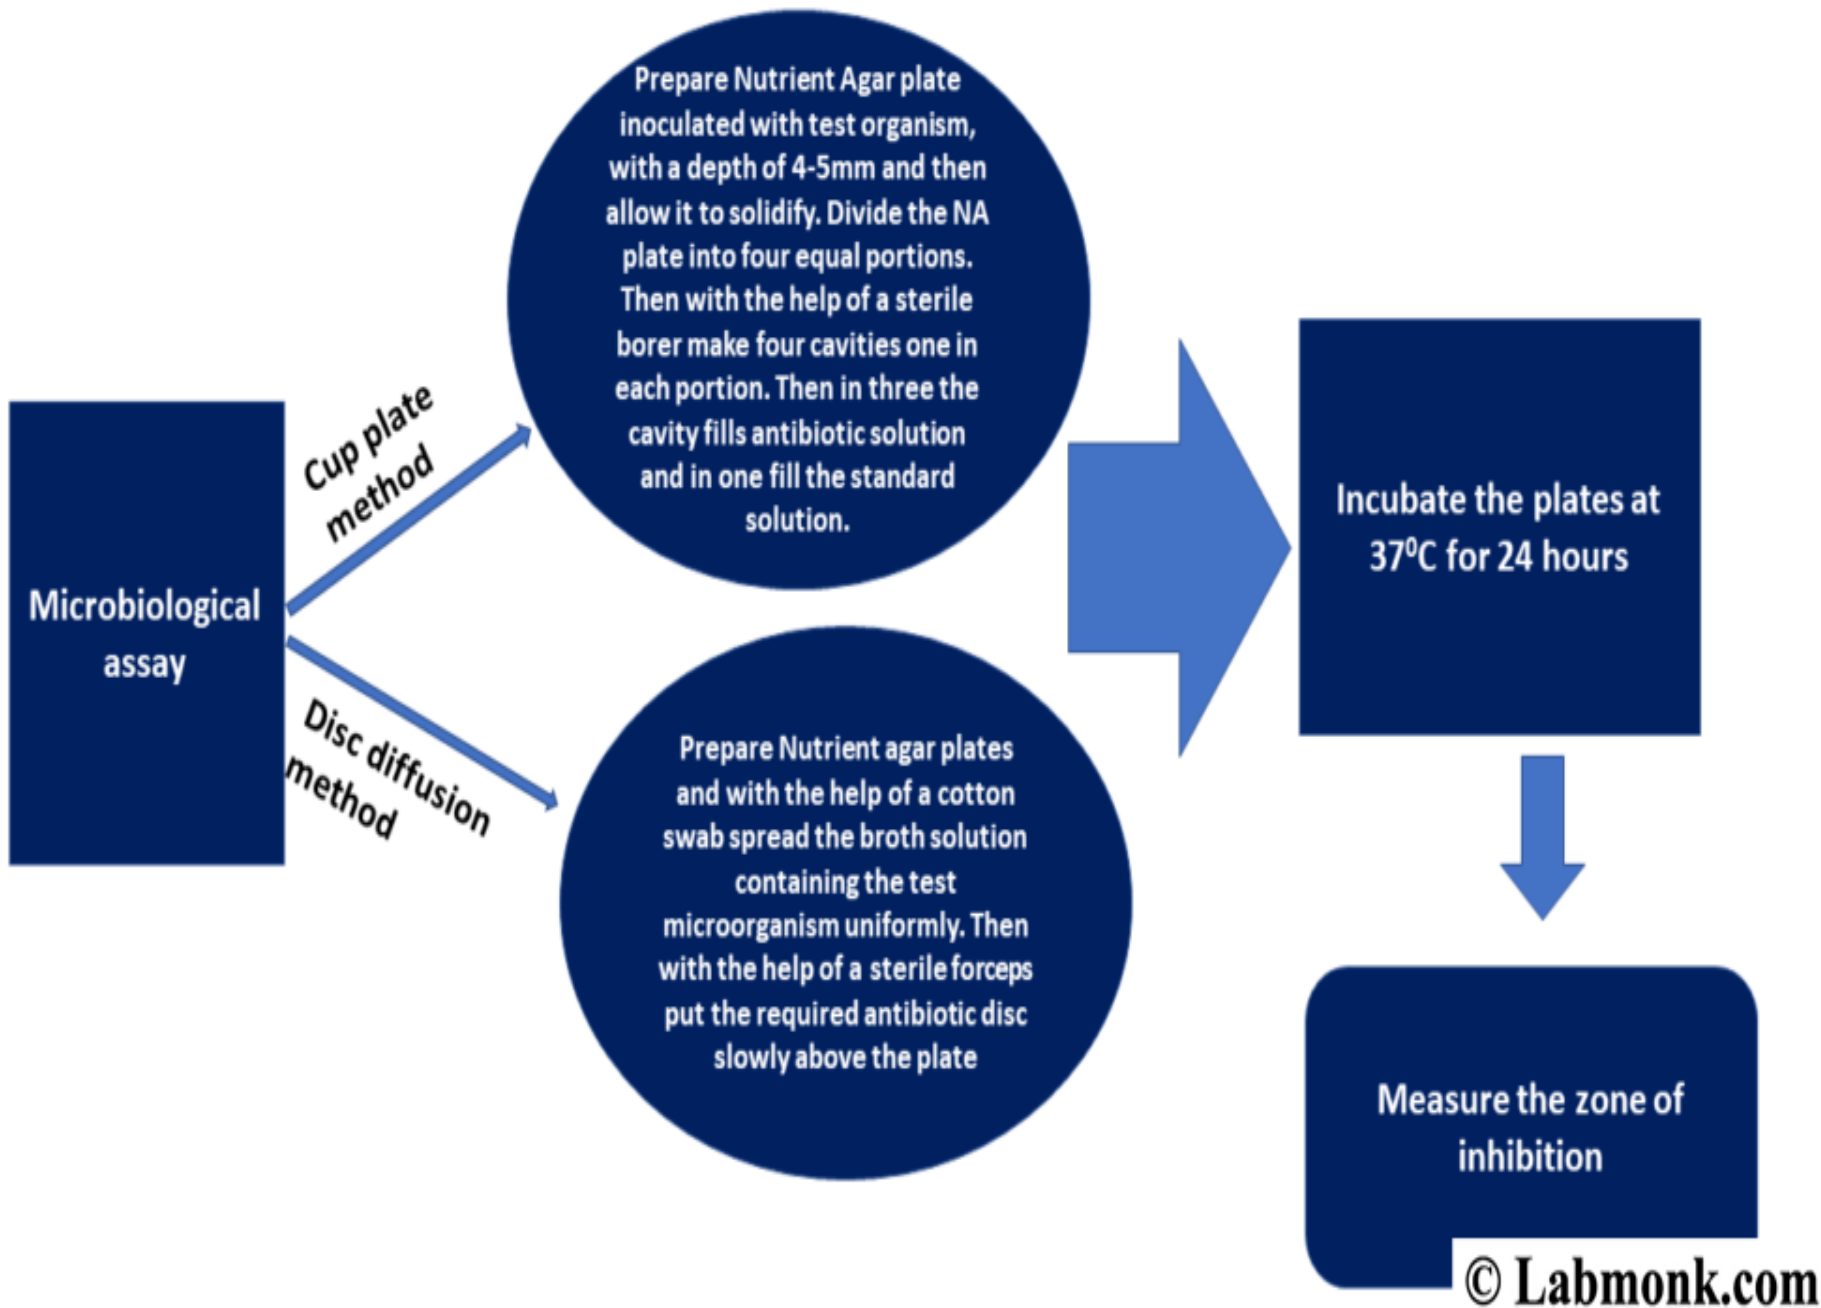 Microbiological
assay
Cup plate
method
Prepare Nutrient Agar plate
inoculated with test organism,
with a depth of 4-5mm and then
allow it to solidify. Divide the NA
plate into four equal portions.
Then with the help of a sterile
borer make four cavities one in
each portion. Then in three the
cavity fills antibiotic solution
and in one fill the standard
solution.
Disc diffusion
method
Prepare Nutrient agar plates
and with the help of a cotton
swab spread the broth solution
containing the test
microorganism uniformly. Then
with the help of a sterile forceps
put the required antibiotic disc
slowly above the plate
Incubate the plates at
37⁰C for 24 hours
Measure the zone of
inhibition
© Labmonk.com